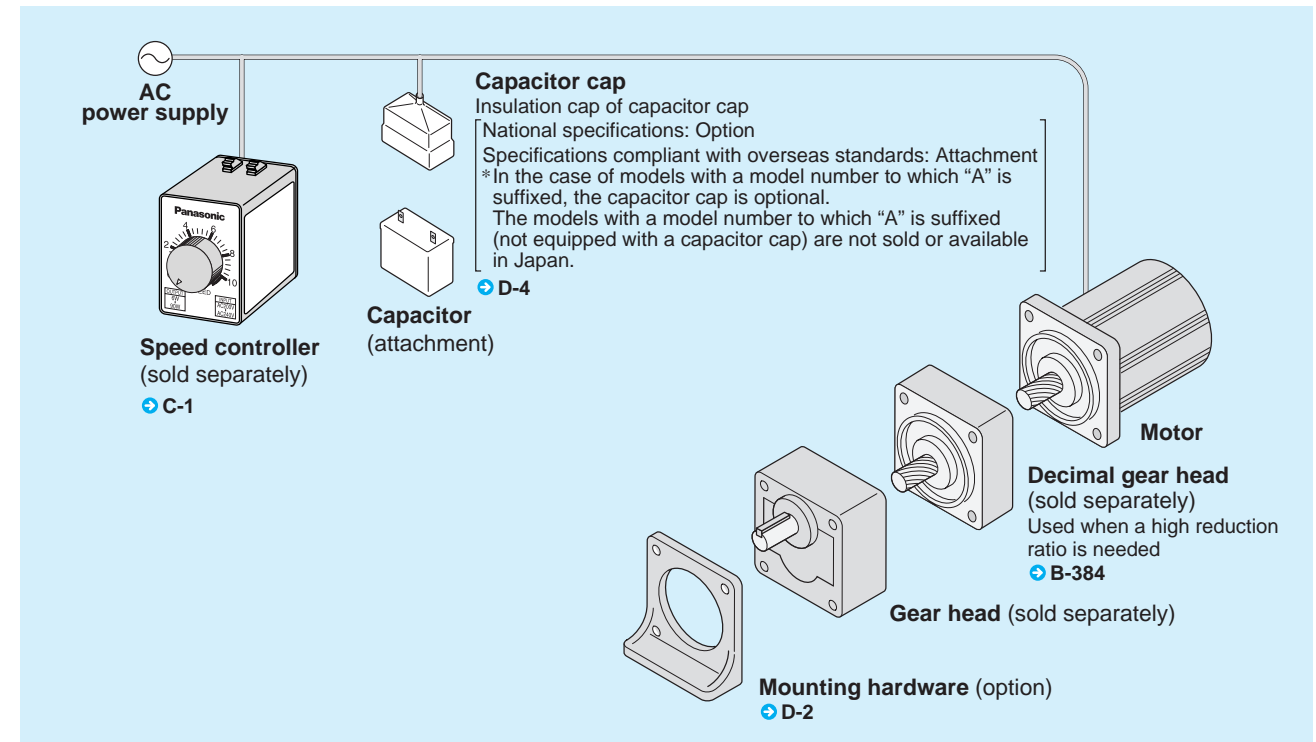 AC
power supply
Capacitor cap
Insulation cap of capacitor cap
National specifications: Option
Specifications compliant with overseas standards: Attachment
*In the case of models with a model number to which “A” is
suffixed, the capacitor cap is optional.
The models with a model number to which “A” is suffixed
(not equipped with a capacitor cap) are not sold or available
in Japan.
D-4
Panasonic
2 4 6 8 10
Capacitor
(attachment)
Speed controller
(sold separately)
C-1
Motor
Decimal gear head
(sold separately)
Used when a high reduction
ratio is needed
B-384
Gear head (sold separately)
Mounting hardware (option)
D-2